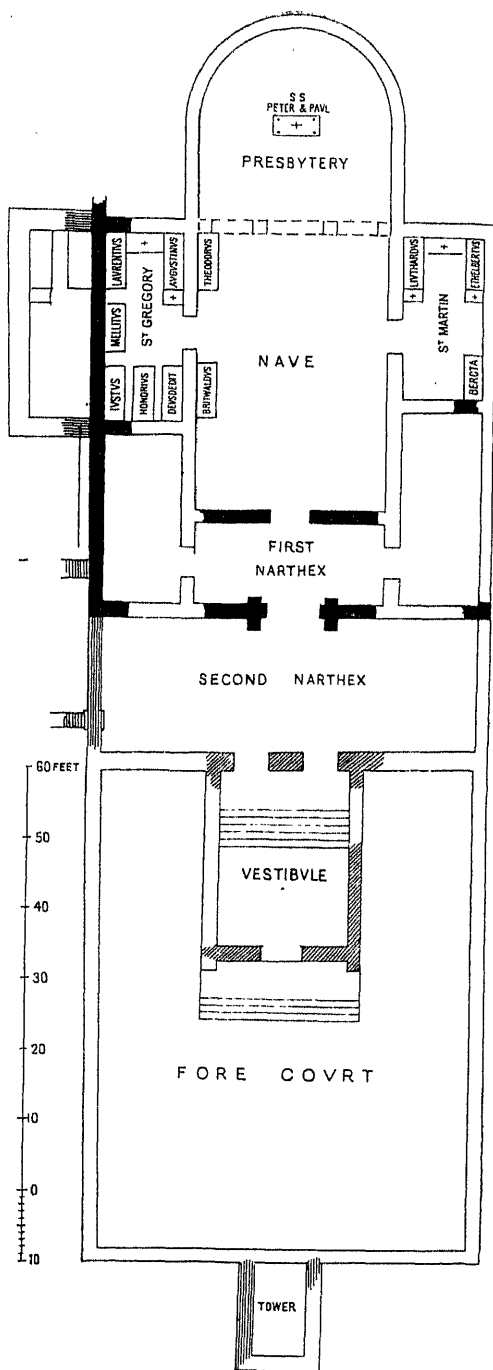 S S
PETER & PAVL
PRESBYTERY
LAVRENTIVS
AVGVSTINVS
THEODORVS
LIVTHARDVS
ETHELBERTVS
MELLITVS
ST GREGORY
ST MARTIN
NAVE
IVSTVS
HONORIVS
DEVSDEDIT
BRITWALDVS
BERCTA
FIRST
NARTHEX
SECOND NARTHEX
60 FEET
50
VESTIBVLE
40
30
20
FORE COVRT
10
0
10
TOWER